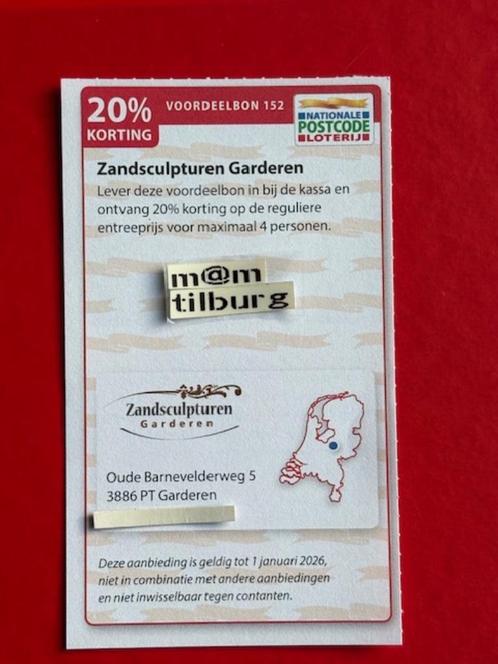 20%
KORTING
VOORDEELBON 152
NATIONALE
POSTCODE
LOTERIJ
Zandsculpturen Garderen
Lever deze voordeelbon in bij de kassa en
ontvang 20% korting op de reguliere
entreeprijs voor maximaal 4 personen.
m@m
tilburg
Zandsculpturen
Garderen
Oude Barnevelderweg 5
3886 PT Garderen
Deze aanbieding is geldig tot 1 januari 2026,
niet in combinatie met andere aanbiedingen
en niet inwisselbaar tegen contanten.